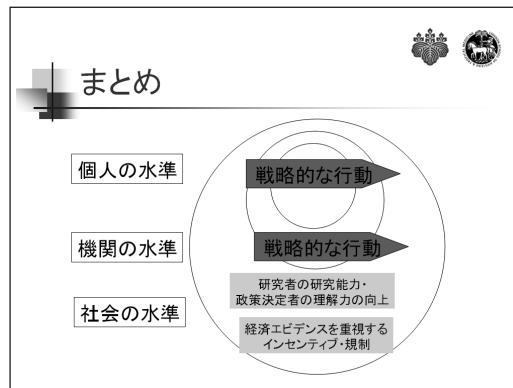 まとめ
個人の水準
戦略的な行動
機関の水準
戦略的な行動
社会の水準
研究者の研究能力・
政策決定者の理解力の向上
経済エビデンスを重視する
インセンティブ・規制